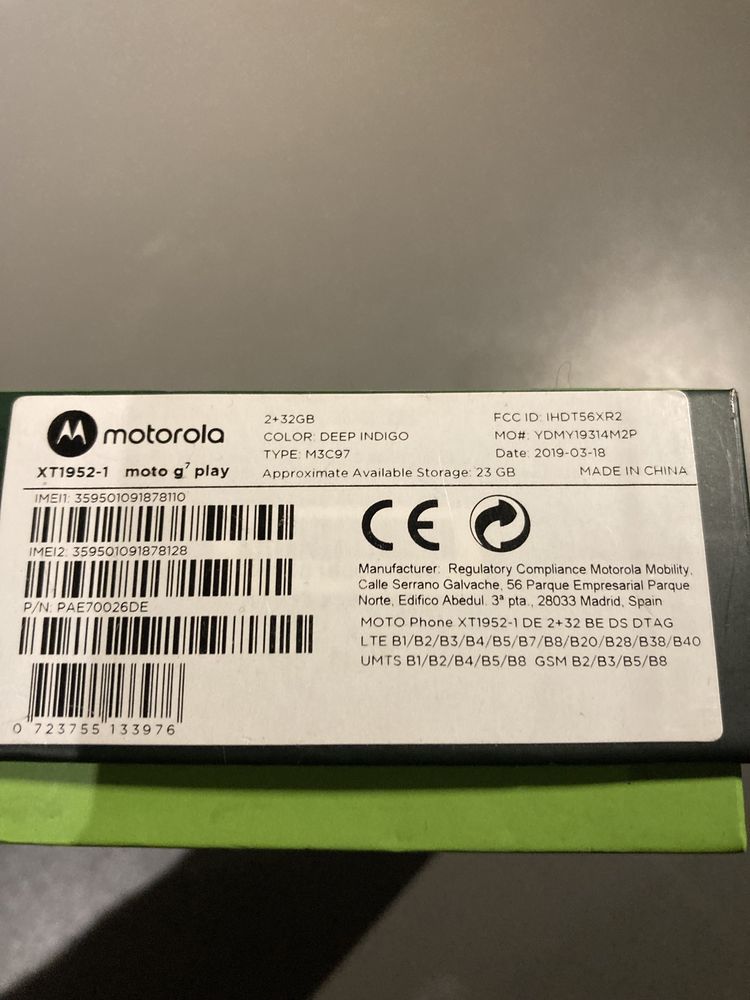 motorola
XT1952-1 moto g7 play
2+32GB
COLOR: DEEP INDIGO
TYPE: M3C97
Approximate Available Storage: 23 GB
FCC ID: IHDT56XR2
MO#: YDMY19314M2P
Date: 2019-03-18
MADE IN CHINA
IMEI1: 359501091878110
IMEI2: 359501091878128
P/N: PAE70026DE
0 723755 133976
CE
Manufacturer: Regulatory Compliance Motorola Mobility,
Calle Serrano Galvache, 56 Parque Empresarial Parque
Norte, Edifico Abedul. 3ª pta., 28033 Madrid, Spain
MOTO Phone XT1952-1 DE 2+32 BE DS DTAG
LTE B1/B2/B3/B4/B5/B7/B8/B20/B28/B38/B40
UMTS B1/B2/B4/B5/B8 GSM B2/B3/B5/B8